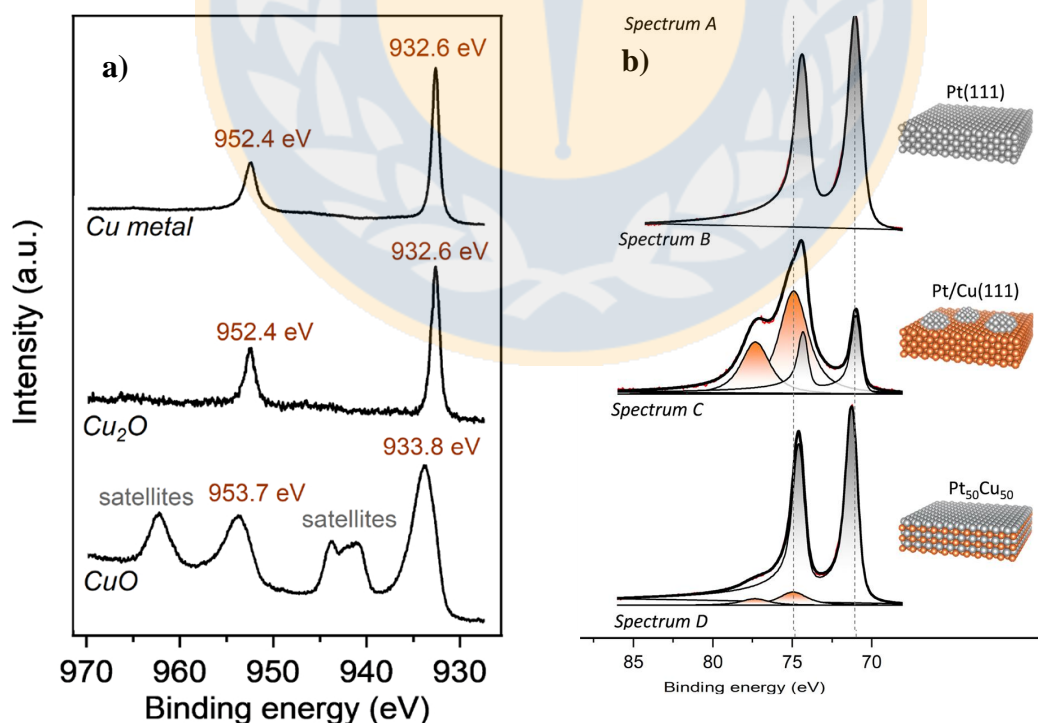 a)
932.6 eV
952.4 eV
Cu metal
932.6 eV
952.4 eV
Cu₂O
933.8 eV
satellites
953.7 eV
satellites
CuO
Intensity (a.u.)
970
960
950
940
930
Binding energy (eV)
b)
Spectrum A
Pt(111)
Spectrum B
Pt/Cu(111)
Spectrum C
Pt₅₀Cu₅₀
Spectrum D
85
80
75
70
Binding energy (eV)